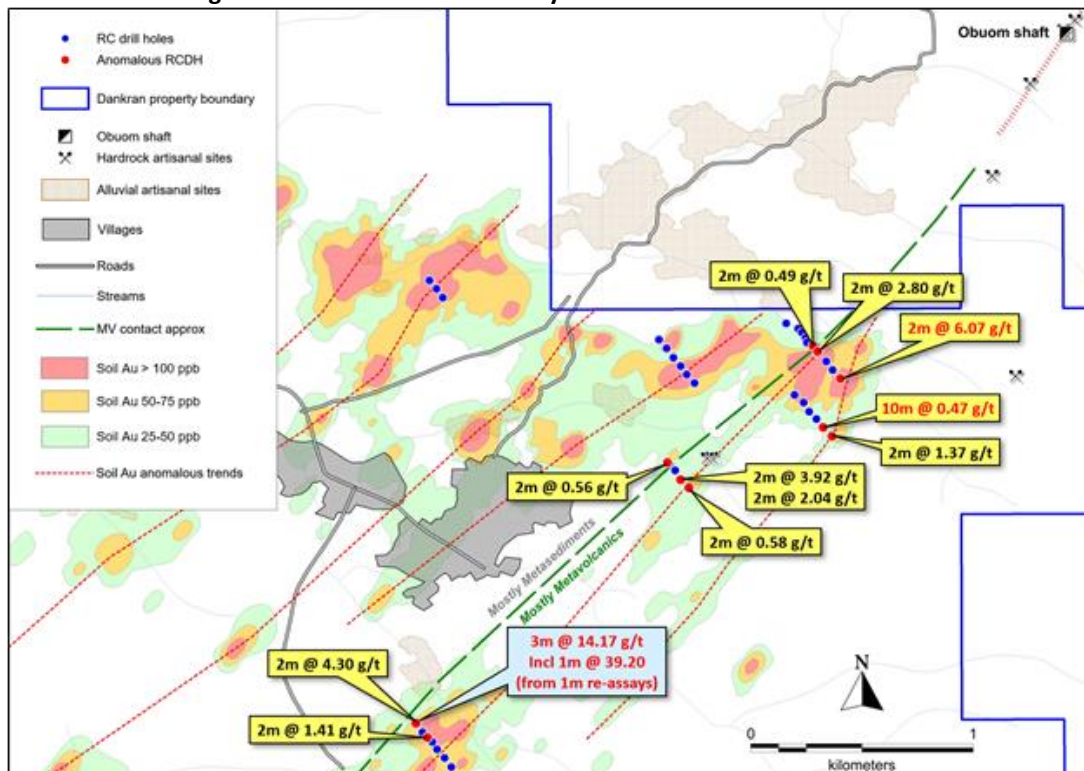 RC drill holes
Anomalous RCDH
Dankran property boundary
Obuom shaft
Hardrock artisanal sites
Alluvial artisanal sites
Villages
Roads
Streams
MV contact approx
Soil Au > 100 ppb
Soil Au 50-75 ppb
Soil Au 25-50 ppb
Soil Au anomalous trends
Obuom shaft
2m @ 0.49 g/t
2m @ 2.80 g/t
2m @ 6.07 g/t
10m @ 0.47 g/t
2m @ 1.37 g/t
2m @ 0.56 g/t
2m @ 3.92 g/t
2m @ 2.04 g/t
2m @ 0.58 g/t
Mostly Metasediments
Mostly Metavolcanics
3m @ 14.17 g/t
Incl 1m @ 39.20
(from 1m re-assays)
2m @ 4.30 g/t
2m @ 1.41 g/t
N
0 1
kilometers